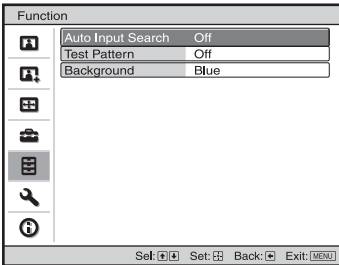 Function
Auto Input Search Off
Test Pattern Off
Background Blue
Sel: Set: Back: Exit: MENU